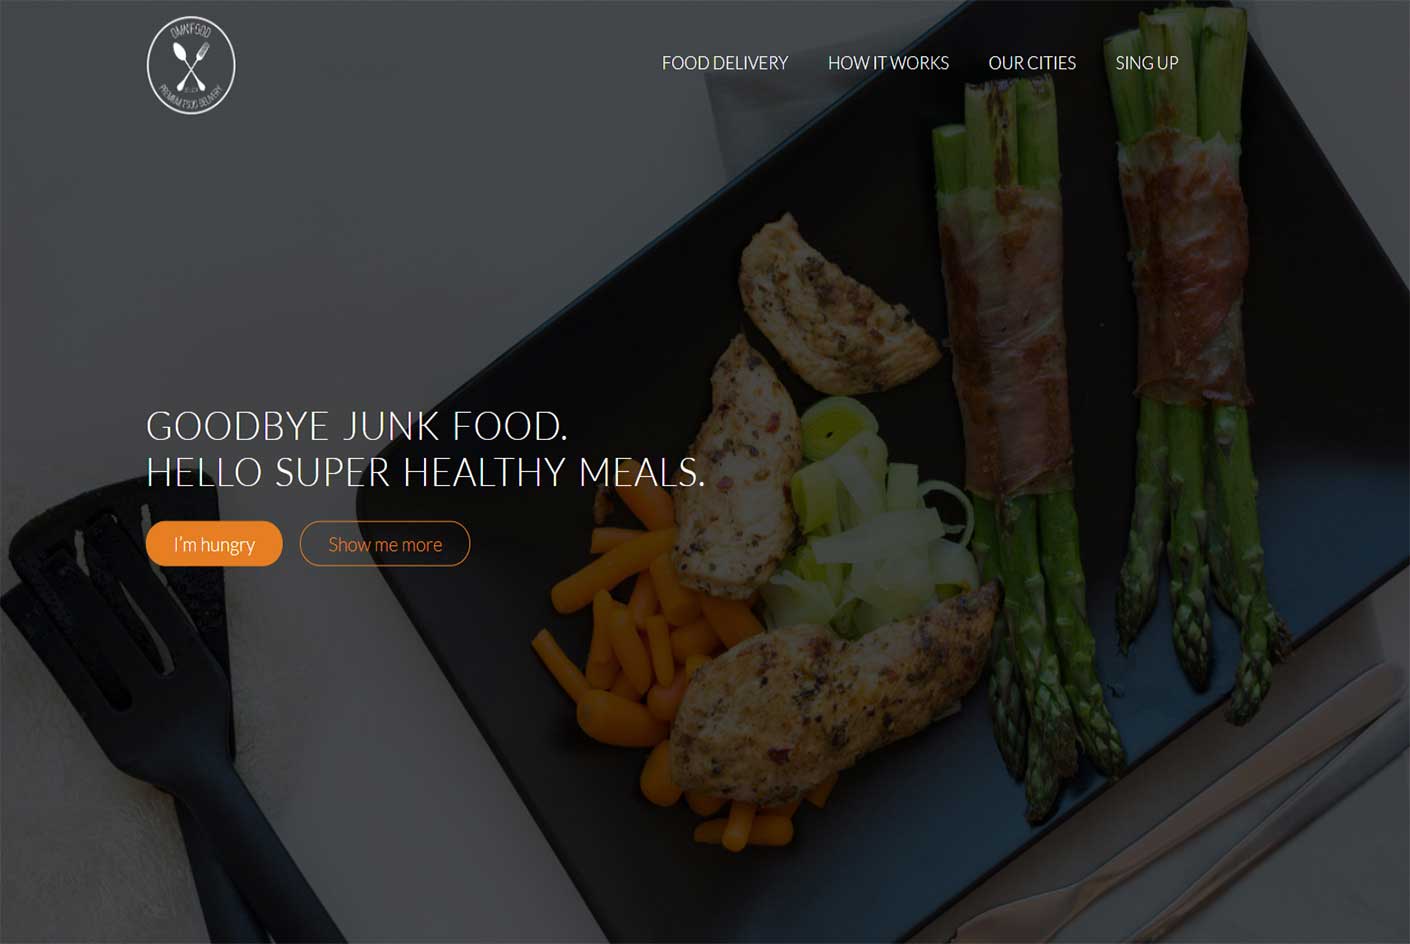 OMNIFOOD
PREMIUM FOOD DELIVERY
FOOD DELIVERY
HOW IT WORKS
OUR CITIES
SING UP
GOODBYE JUNK FOOD.
HELLO SUPER HEALTHY MEALS.
I'm hungry
Show me more